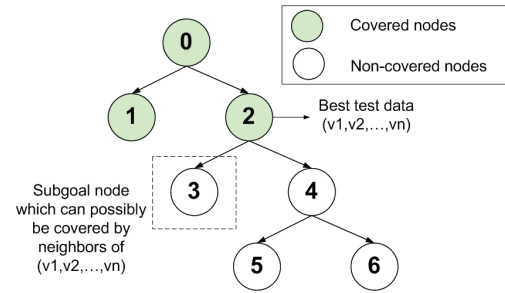 0
Covered nodes
Non-covered nodes
1
2
Best test data
(v1,v2,...,vn)
3
4
Subgoal node
which can possibly
be covered by
neighbors of
(v1,v2,...,vn)
5
6